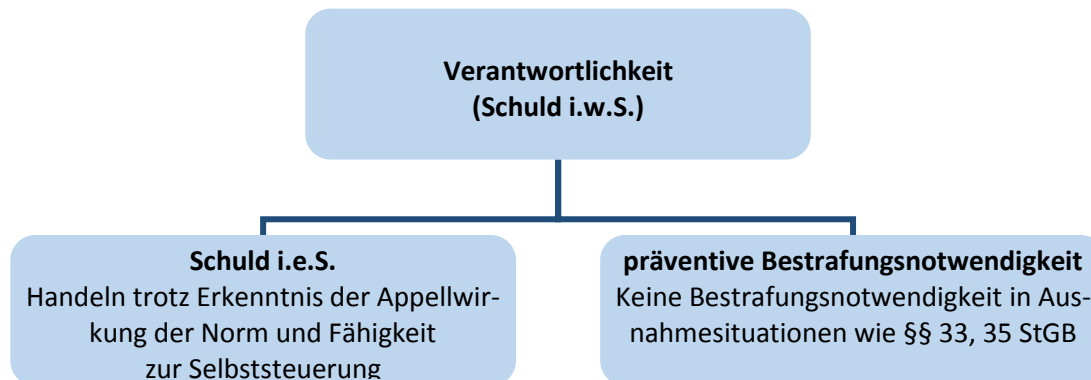 Verantwortlichkeit
(Schuld i.w.S.)
Schuld i.e.S.
Handeln trotz Erkenntnis der Appellwir-
kung der Norm und Fähigkeit
zur Selbststeuerung
präventive Bestrafungsnotwendigkeit
Keine Bestrafungsnotwendigkeit in Aus-
nahmesituationen wie §§ 33, 35 StGB